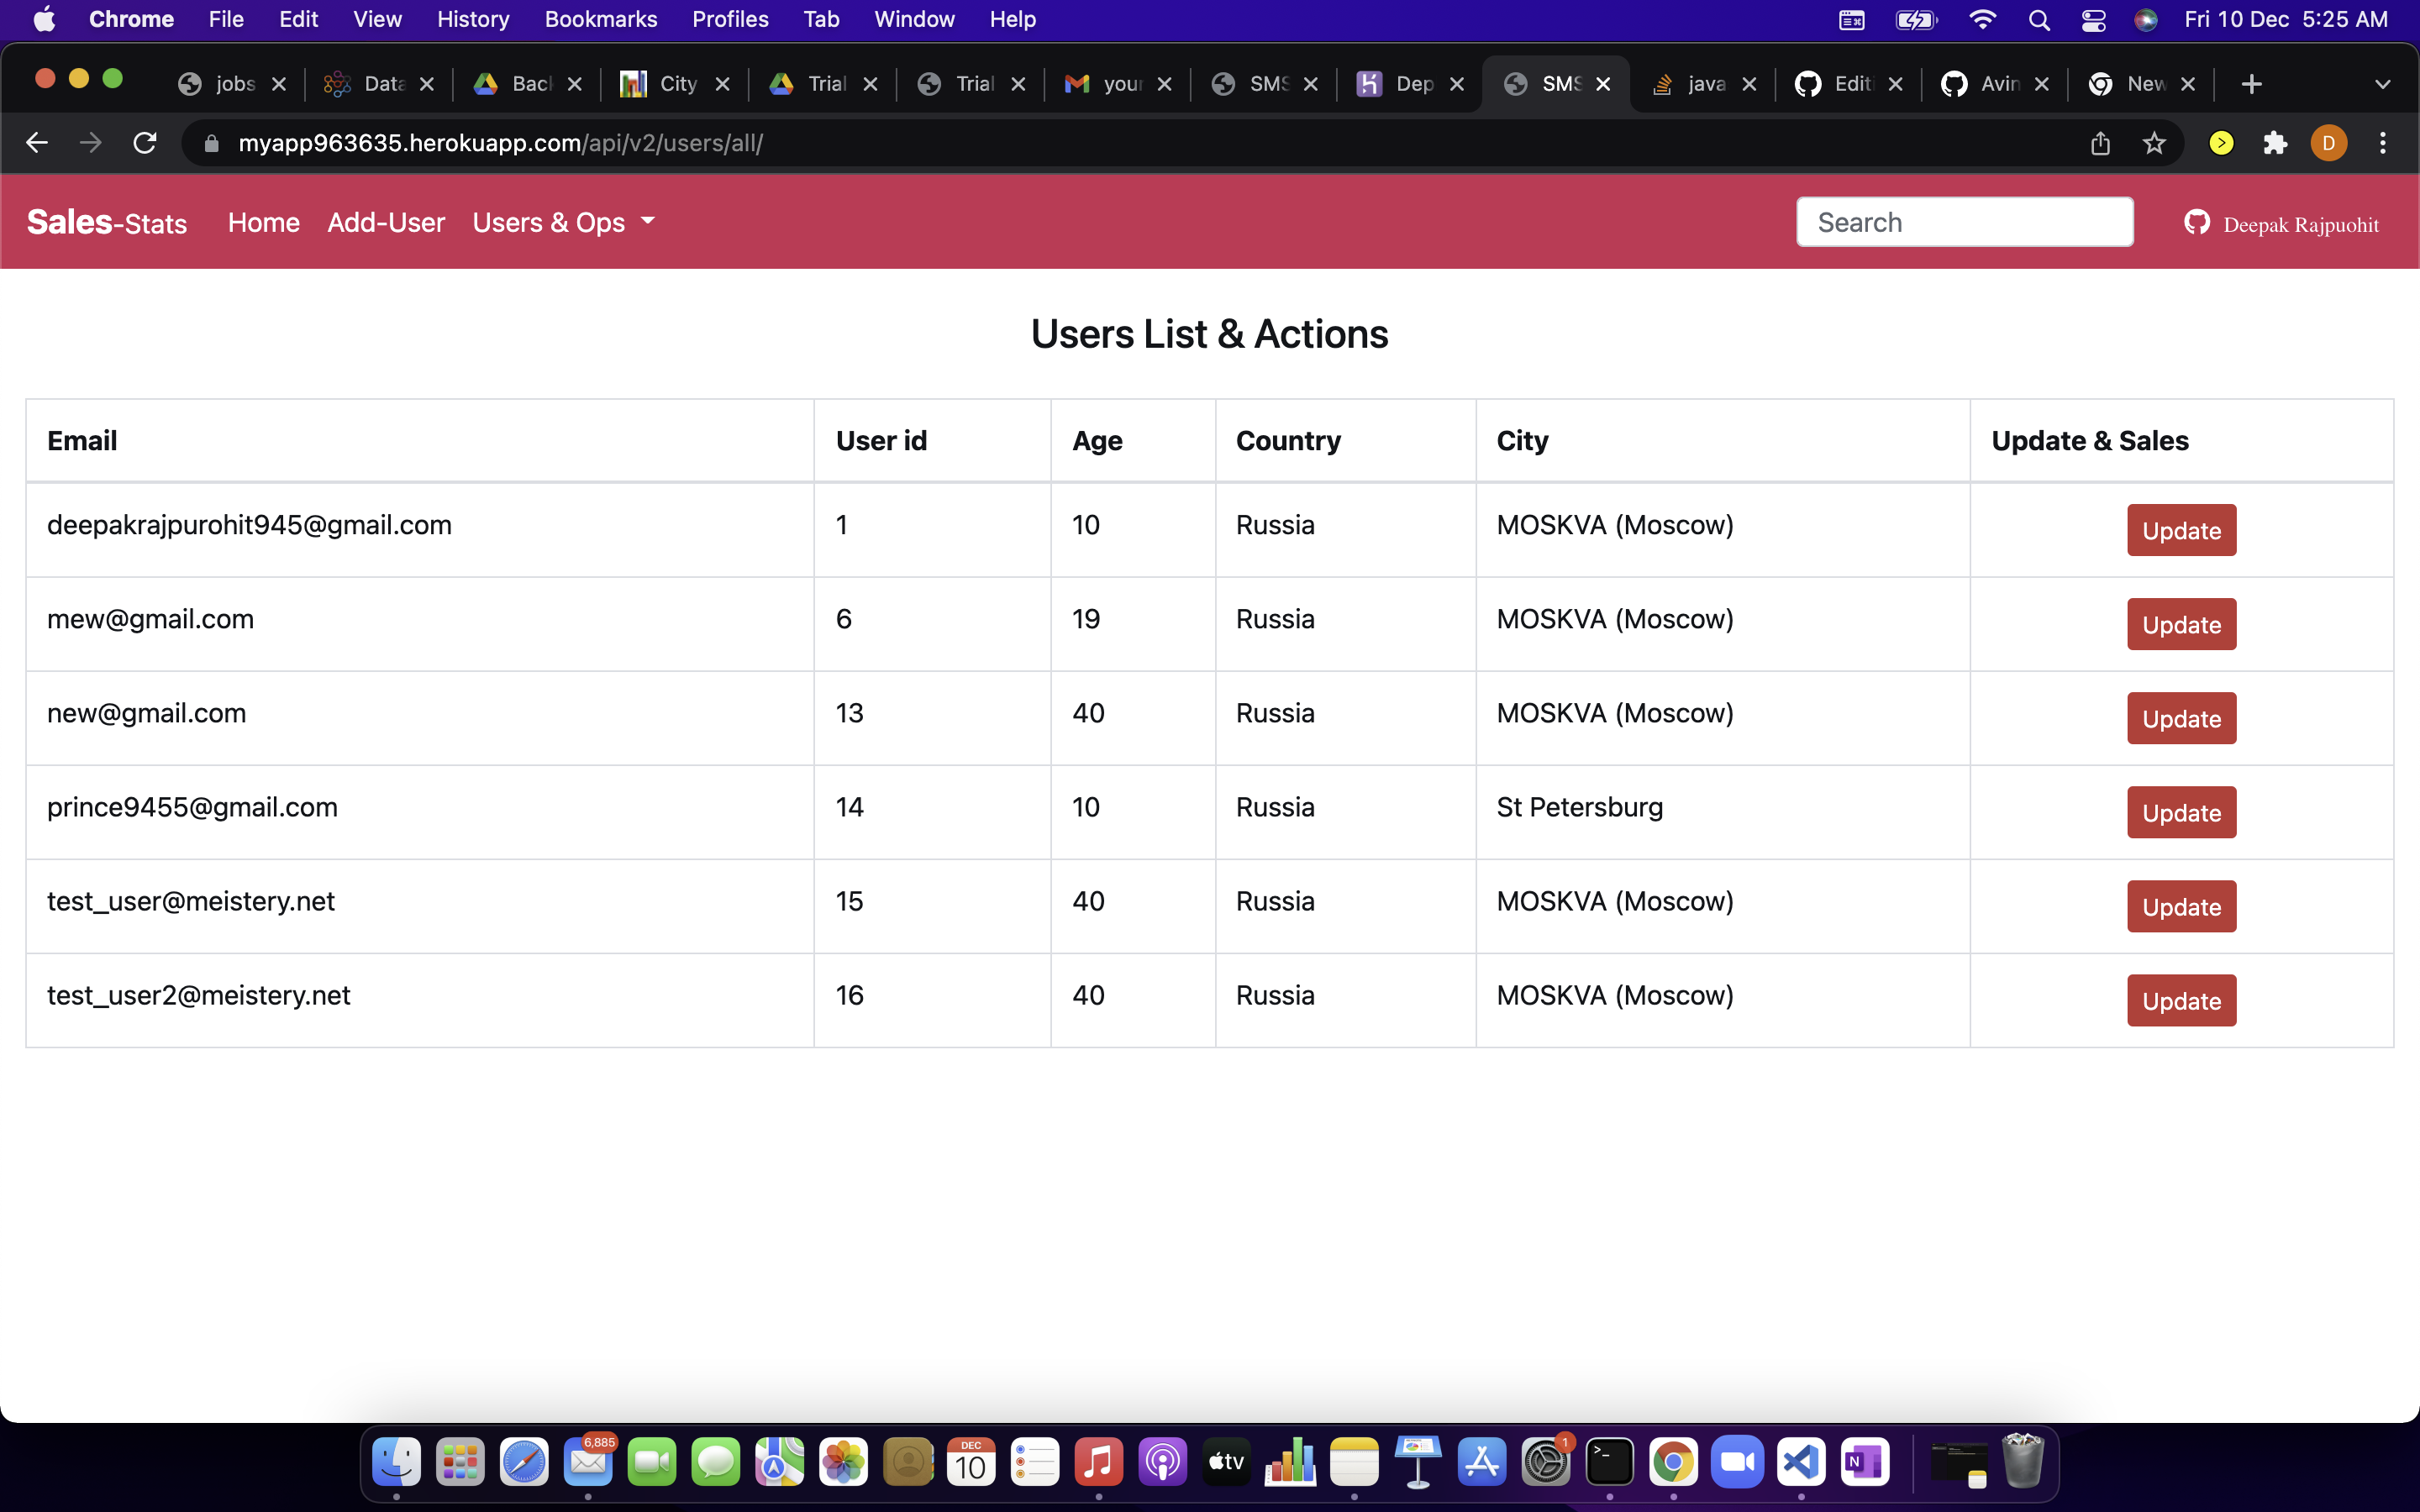 Chrome File Edit View History Bookmarks Profiles Tab Window Help Fri 10 Dec 5:25 AM
jobs Data Back City Trial Trial your SMS Dep SMS java Editi Avin New
myapp963635.herokuapp.com/api/v2/users/all/ D
Sales-Stats Home Add-User Users & Ops Search Deepak Rajpuohit
Users List & Actions
Email User id Age Country City Update & Sales
deepakrajpurohit945@gmail.com 1 10 Russia MOSKVA (Moscow) Update
mew@gmail.com 6 19 Russia MOSKVA (Moscow) Update
new@gmail.com 13 40 Russia MOSKVA (Moscow) Update
prince9455@gmail.com 14 10 Russia St Petersburg Update
test_user@meistery.net 15 40 Russia MOSKVA (Moscow) Update
test_user2@meistery.net 16 40 Russia MOSKVA (Moscow) Update
6,885 DEC 10 tv 1 N